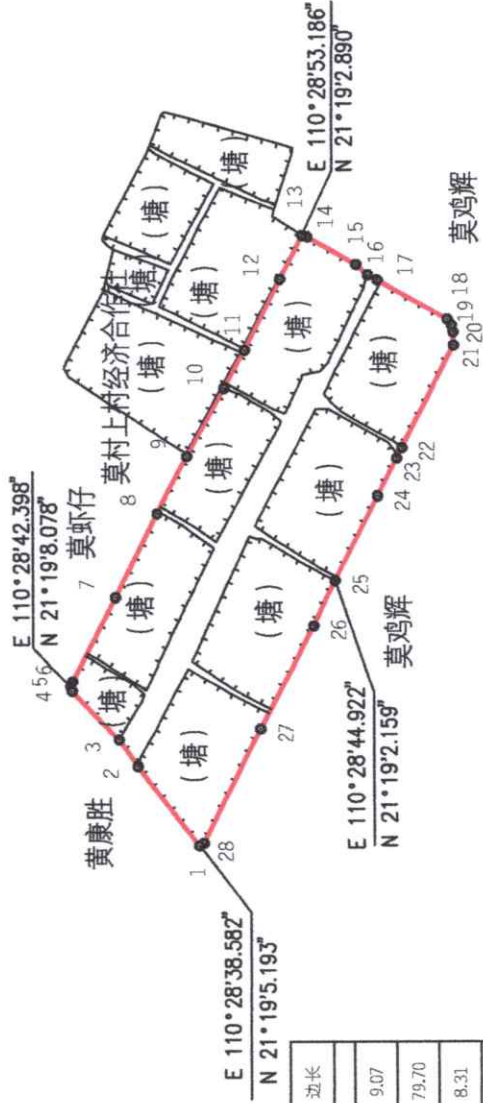 E 110°28'42.398"
N 21°19'8.078"
莫虾仔
莫村上村经济合作社
黄康胜
4 5 6
7
8
9
10
11
12
13
14
15
16
17
18
19
20
21
22
23
24
25
26
27
28
1
2
3
(塘)
(塘)
(塘)
(塘)
(塘)
(塘)
(塘)
(塘)
(塘)
(塘)
(塘)
(塘)
(塘)
E 110°28'53.186"
N 21°19'2.890"
莫鸡辉
莫鸡辉
E 110°28'44.922"
N 21°19'2.159"
E 110°28'38.582"
N 21°19'5.193"
边长
9.07
79.70
8.31